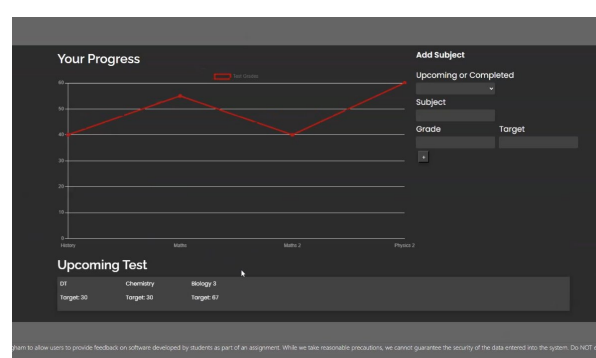 Your Progress
Test Grade
60
50
40
30
20
10
0
History Maths Maths 2 Physics 2
Add Subject
Upcoming or Completed
Subject
Grade Target
+
Upcoming Test
DT Chemistry Biology 3
Target: 30 Target: 30 Target: 67
gham to allow users to provide feedback on software developed by students as part of an assignment. While we take reasonable precautions, we cannot guarantee the security of the data entered into the system. Do NOT